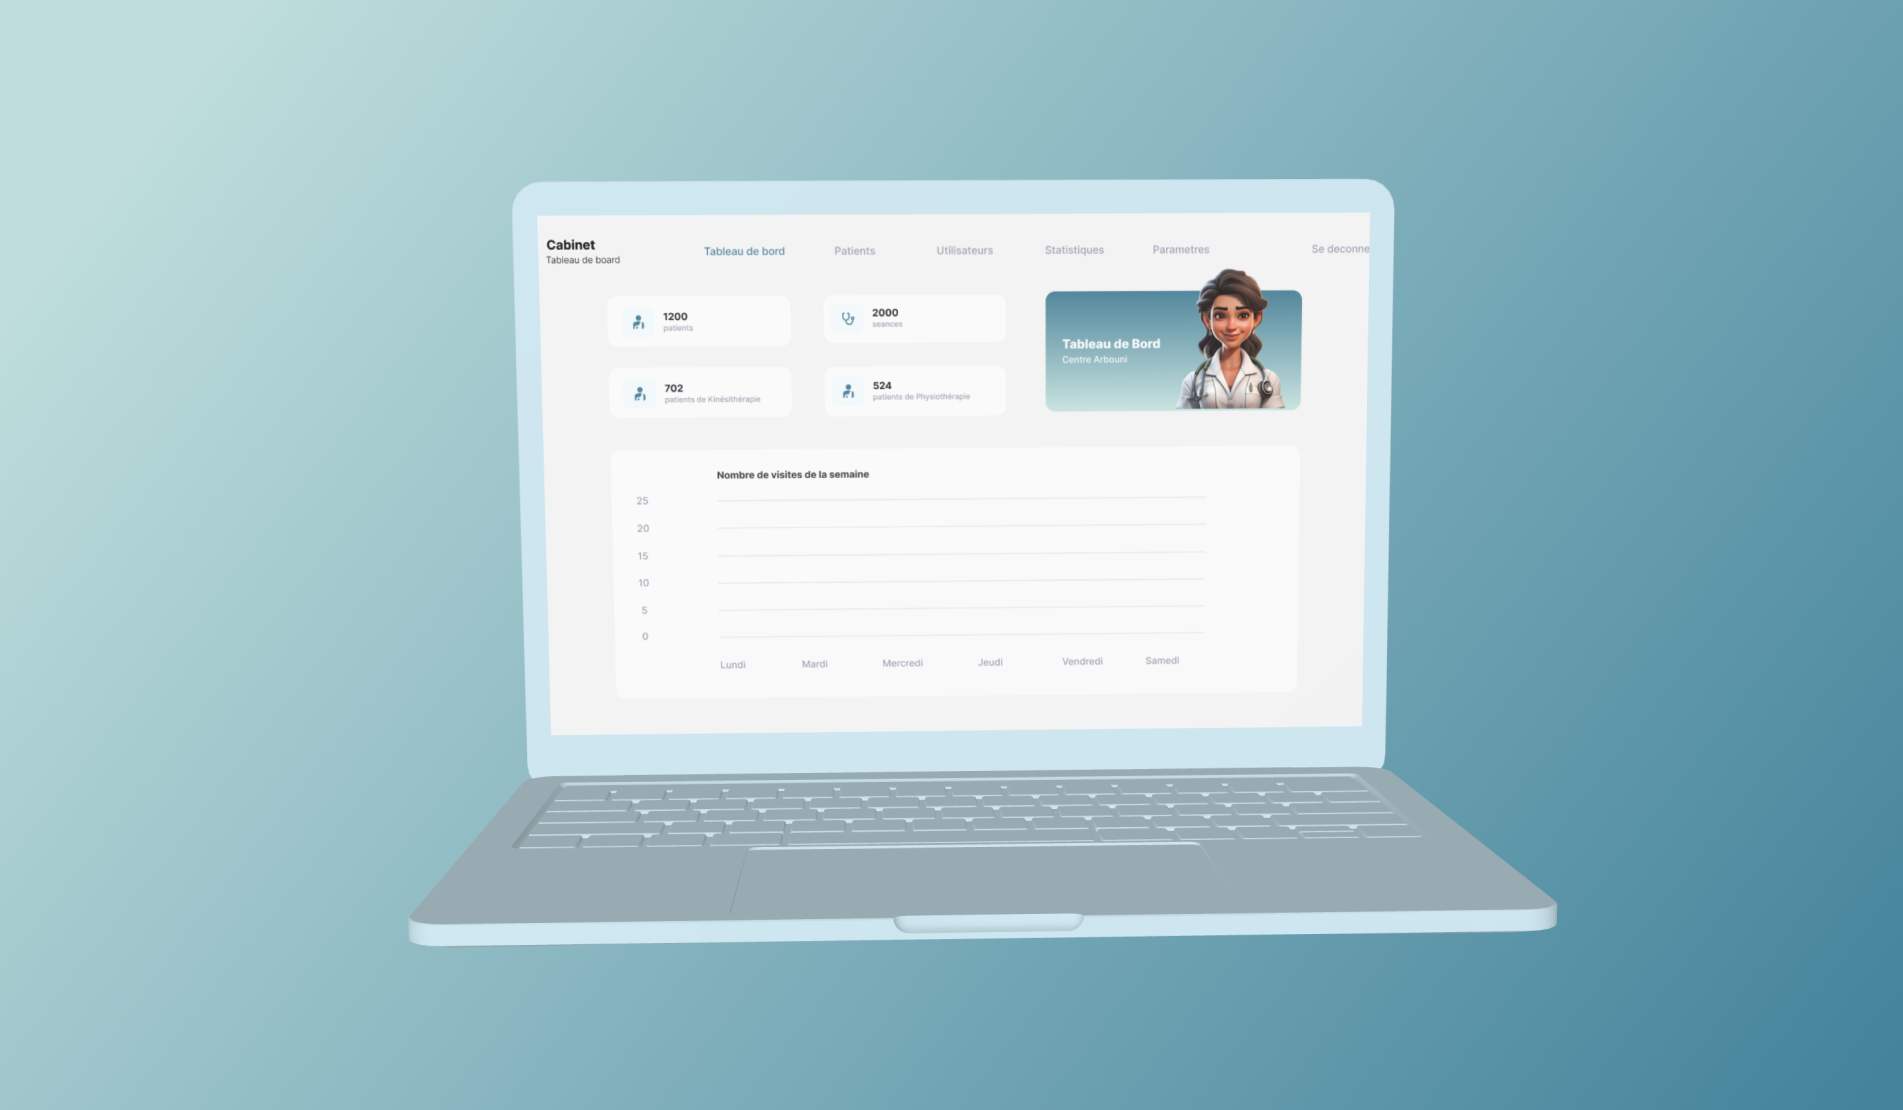 Cabinet
Tableau de board
Tableau de bord
Patients
Utilisateurs
Statistiques
Parametres
Se deconne
1200
patients
2000
seances
702
patients de Kinésithérapie
524
patients de Physiothérapie
Tableau de Bord
Centre Arbouni
Nombre de visites de la semaine
25
20
15
10
5
0
Lundi
Mardi
Mercredi
Jeudi
Vendredi
Samedi